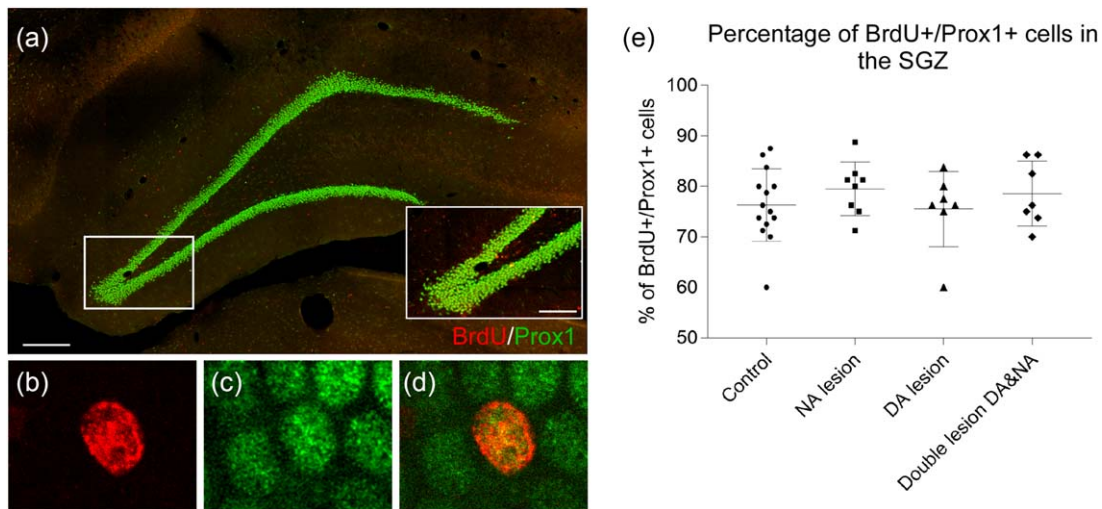 (a)
BrdU/Prox1
(b)
(c)
(d)
(e)
Percentage of BrdU+/Prox1+ cells in
the SGZ
% of BrdU+/Prox1+ cells
100
90
80
70
60
50
Control
NA lesion
DA lesion
Double lesion DA&NA